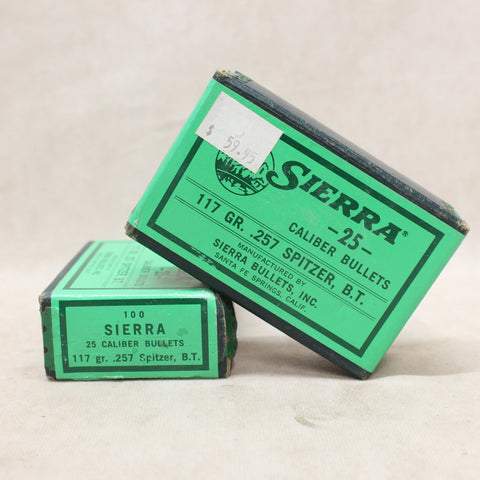 $ 59.95
SIERRA®
-25-
CALIBER BULLETS
117 GR. .257 SPITZER, B.T.
MANUFACTURED BY
SIERRA BULLETS, INC.
SANTA FE SPRINGS, CALIF.
100
SIERRA
25 CALIBER BULLETS
117 gr. .257 Spitzer, B.T.